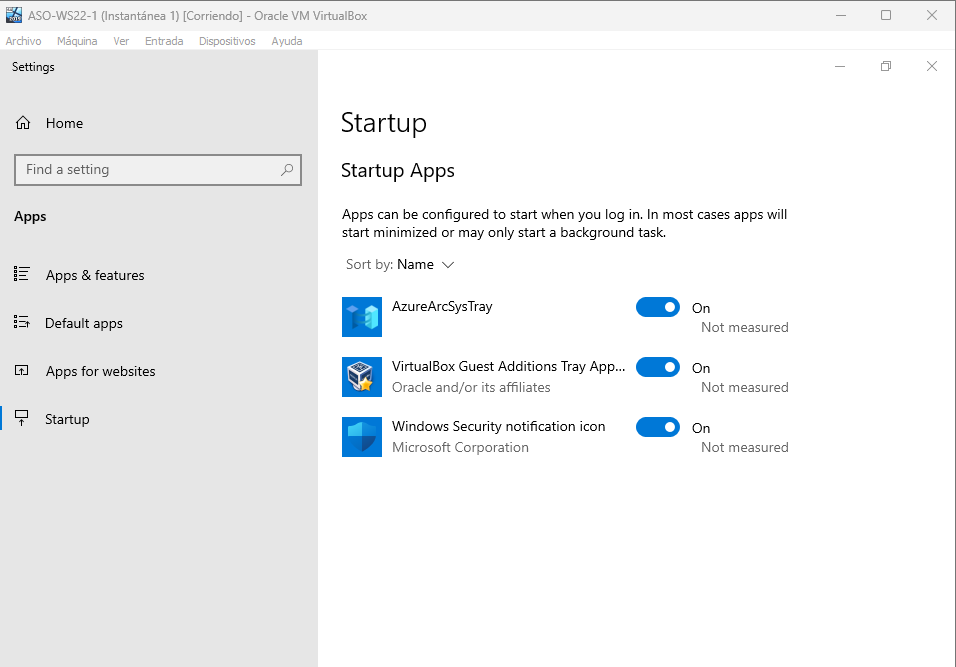 ASO-WS22-1 (Instantánea 1) [Corriendo] - Oracle VM VirtualBox
Archivo Máquina Ver Entrada Dispositivos Ayuda
Settings
Home
Find a setting
Apps
Apps & features
Default apps
Apps for websites
Startup
Startup
Startup Apps
Apps can be configured to start when you log in. In most cases apps will
start minimized or may only start a background task.
Sort by: Name
AzureArcSysTray
On
Not measured
VirtualBox Guest Additions Tray App...
On
Oracle and/or its affiliates
Not measured
Windows Security notification icon
On
Microsoft Corporation
Not measured